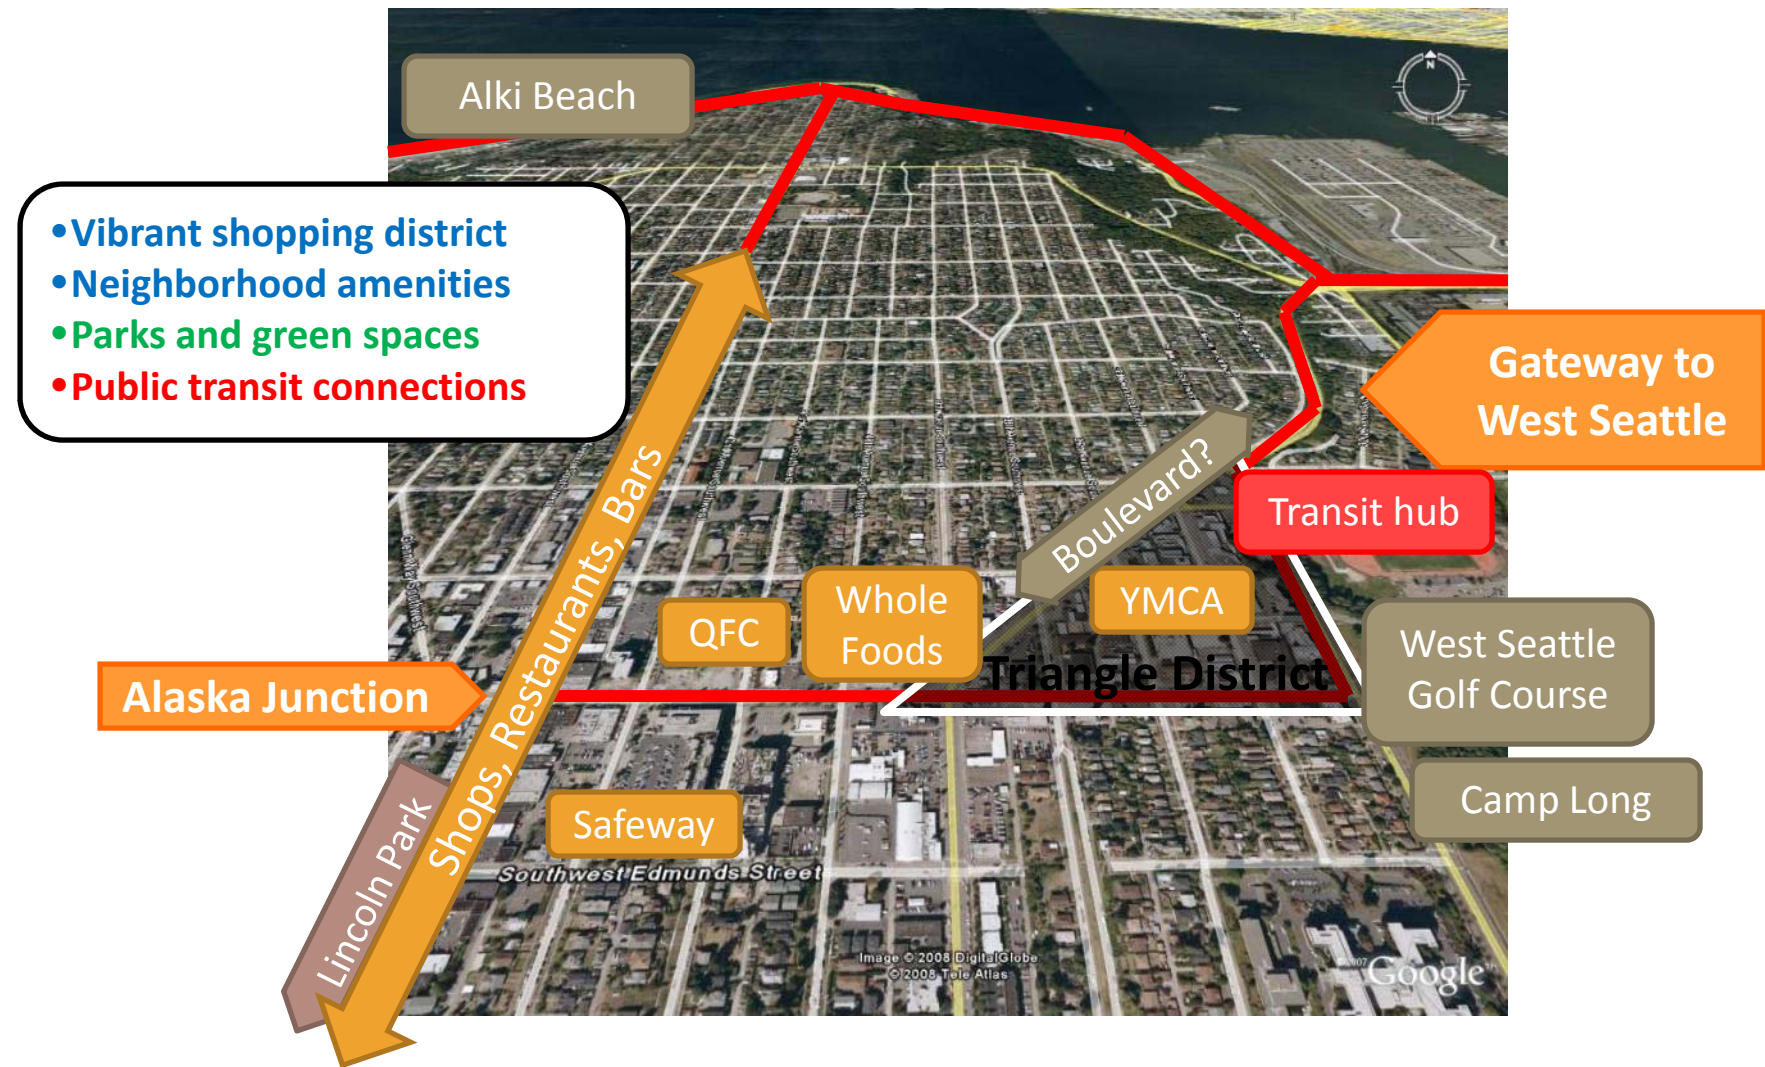 Alki Beach
N
•Vibrant shopping district
•Neighborhood amenities
•Parks and green spaces
•Public transit connections
Gateway to
West Seattle
Shops, Restaurants, Bars
Boulevard?
Transit hub
Whole
Foods
YMCA
QFC
West Seattle
Golf Course
Triangle District
Alaska Junction
Camp Long
Lincoln Park
Safeway
Southwest Edmunds Street
Image © 2008 DigitalGlobe
© 2008 Tele Atlas
©2007 Google™